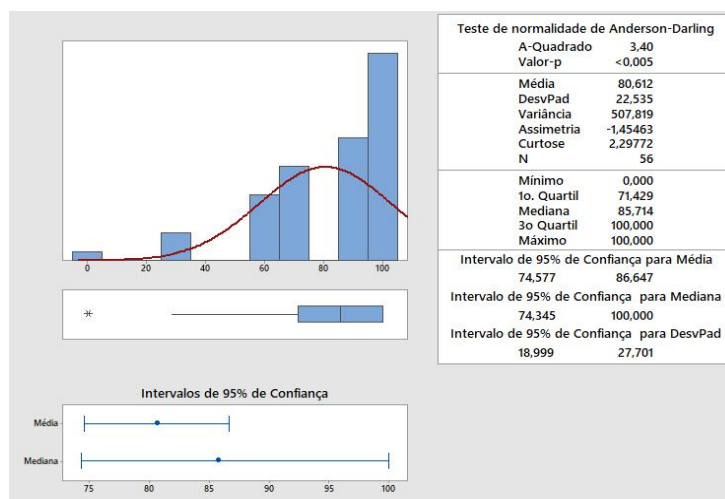 Teste de normalidade de Anderson-Darling
A-Quadrado 3,40
Valor-p <0,005
Média 80,612
DesvPad 22,535
Variância 507,819
Assimetria -1,45463
Curtose 2,29772
N 56
Mínimo 0,000
1o. Quartil 71,429
Mediana 85,714
3o Quartil 100,000
Máximo 100,000
Intervalo de 95% de Confiança para Média
74,577 86,647
Intervalo de 95% de Confiança para Mediana
74,345 100,000
Intervalo de 95% de Confiança para DesvPad
18,999 27,701
0 20 40 60 80 100
Intervalos de 95% de Confiança
Média
Mediana
75 80 85 90 95 100